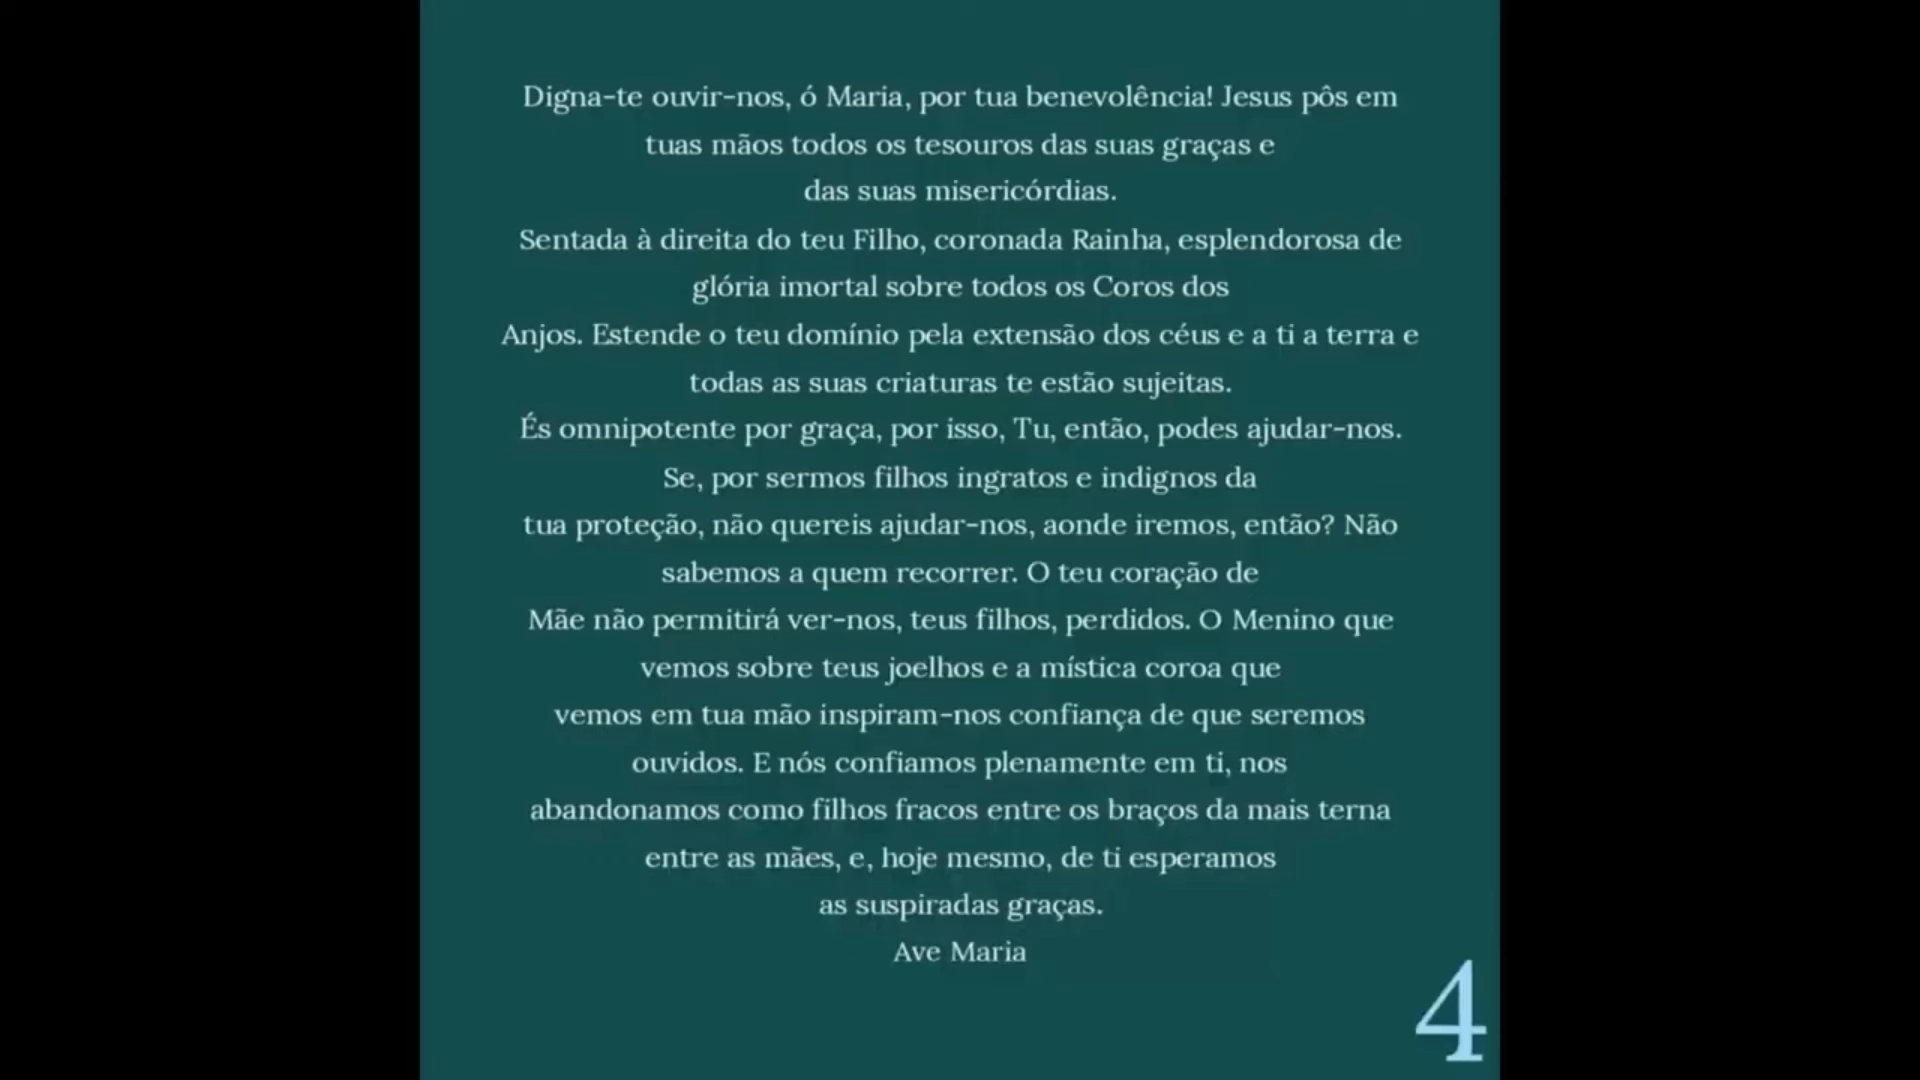 Digna-te ouvir-nos, ó Maria, por tua benevolência! Jesus pôs em
tuas mãos todos os tesouros das suas graças e
das suas misericórdias.
Sentada à direita do teu Filho, coronada Rainha, esplendorosa de
glória imortal sobre todos os Coros dos
Anjos. Estende o teu domínio pela extensão dos céus e a ti a terra e
todas as suas criaturas te estão sujeitas.
És omnipotente por graça, por isso, Tu, então, podes ajudar-nos.
Se, por sermos filhos ingratos e indignos da
tua proteção, não quereis ajudar-nos, aonde iremos, então? Não
sabemos a quem recorrer. O teu coração de
Mãe não permitirá ver-nos, teus filhos, perdidos. O Menino que
vemos sobre teus joelhos e a mística coroa que
vemos em tua mão inspiram-nos confiança de que seremos
ouvidos. E nós confiamos plenamente em ti, nos
abandonamos como filhos fracos entre os braços da mais terna
entre as mães, e, hoje mesmo, de ti esperamos
as suspiradas graças.
Ave Maria
4